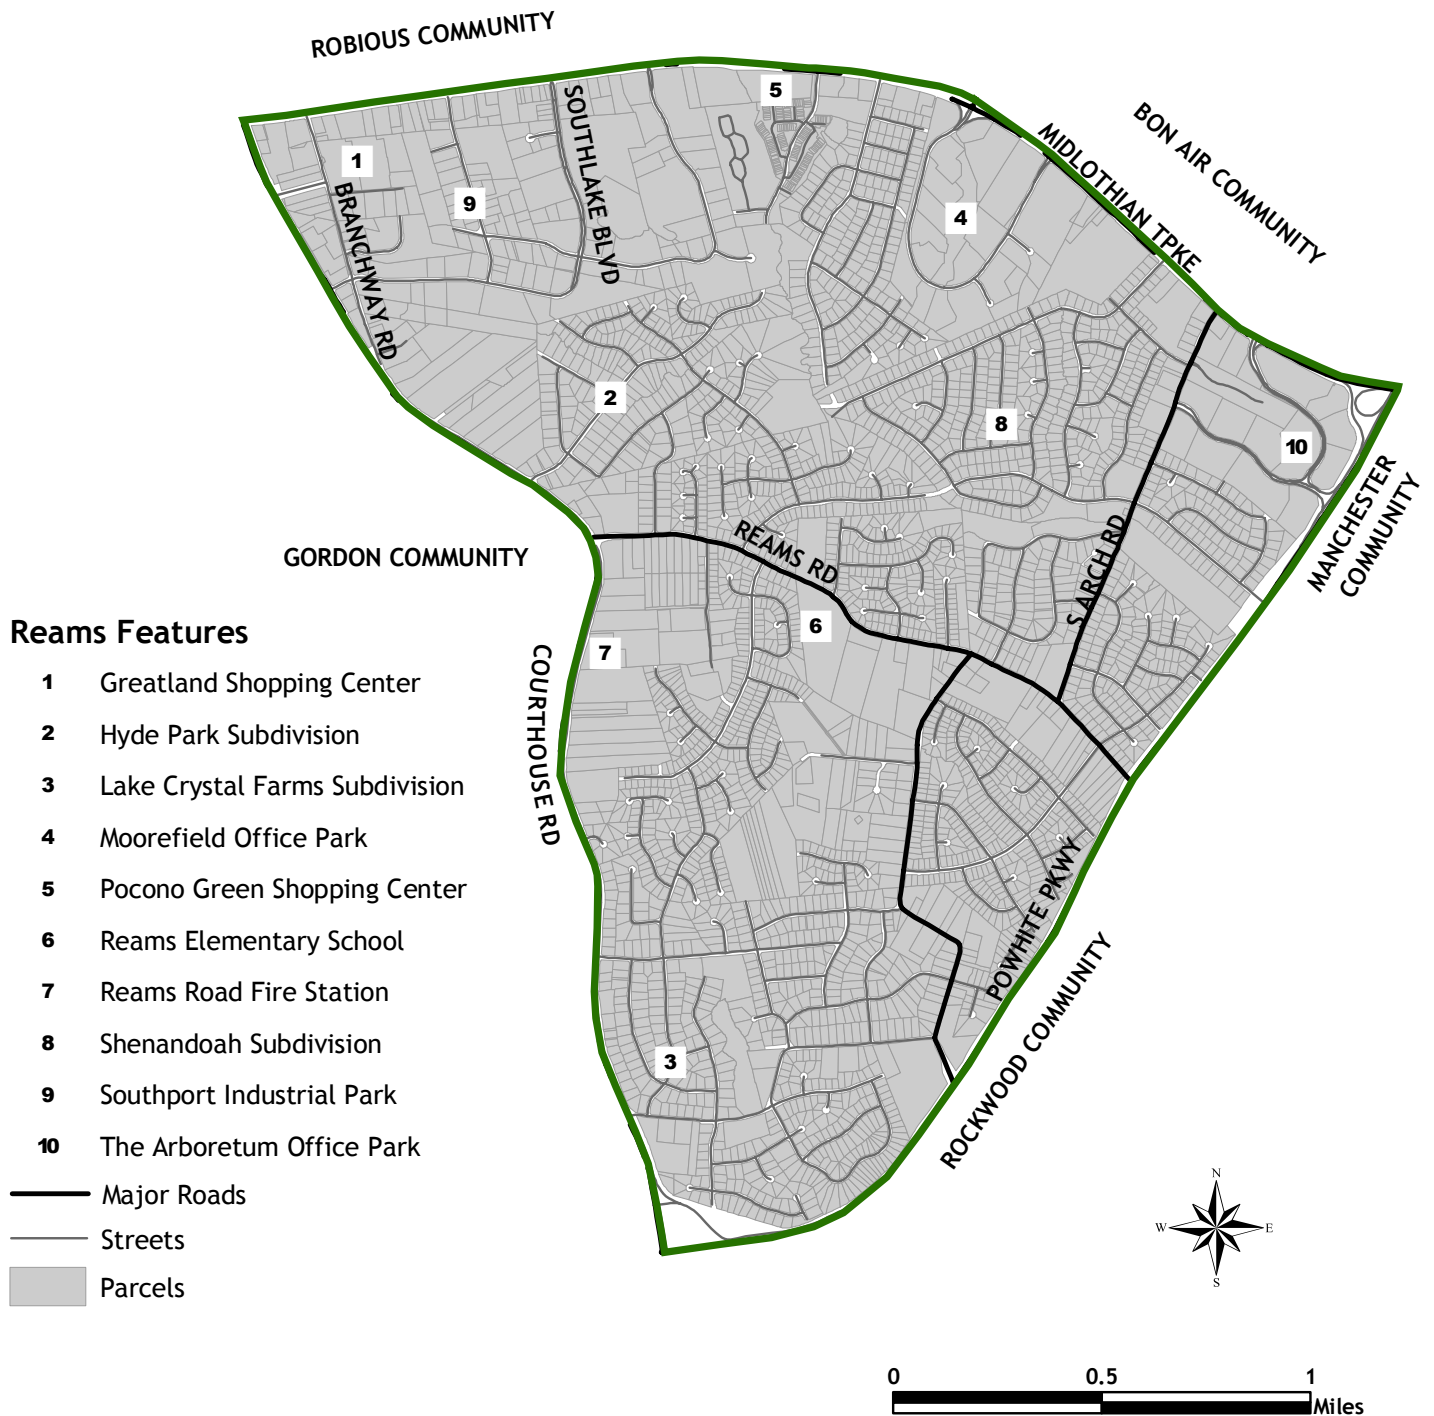 ROBIOUS COMMUNITY
BON AIR COMMUNITY
MIDLOTHIAN TPKE
SOUTHLAKE BLVD
BRANCHWAY RD
5
1
9
4
2
8
10
MANCHESTER
COMMUNITY
S ARCH RD
REAMS RD
GORDON COMMUNITY
6
7
COURTHOUSE RD
POWHITE PKWY
ROCKWOOD COMMUNITY
3
Reams Features
1 Greatland Shopping Center
2 Hyde Park Subdivision
3 Lake Crystal Farms Subdivision
4 Moorefield Office Park
5 Pocono Green Shopping Center
6 Reams Elementary School
7 Reams Road Fire Station
8 Shenandoah Subdivision
9 Southport Industrial Park
10 The Arboretum Office Park
Major Roads
Streets
Parcels
N
W E
S
0 0.5 1
Miles